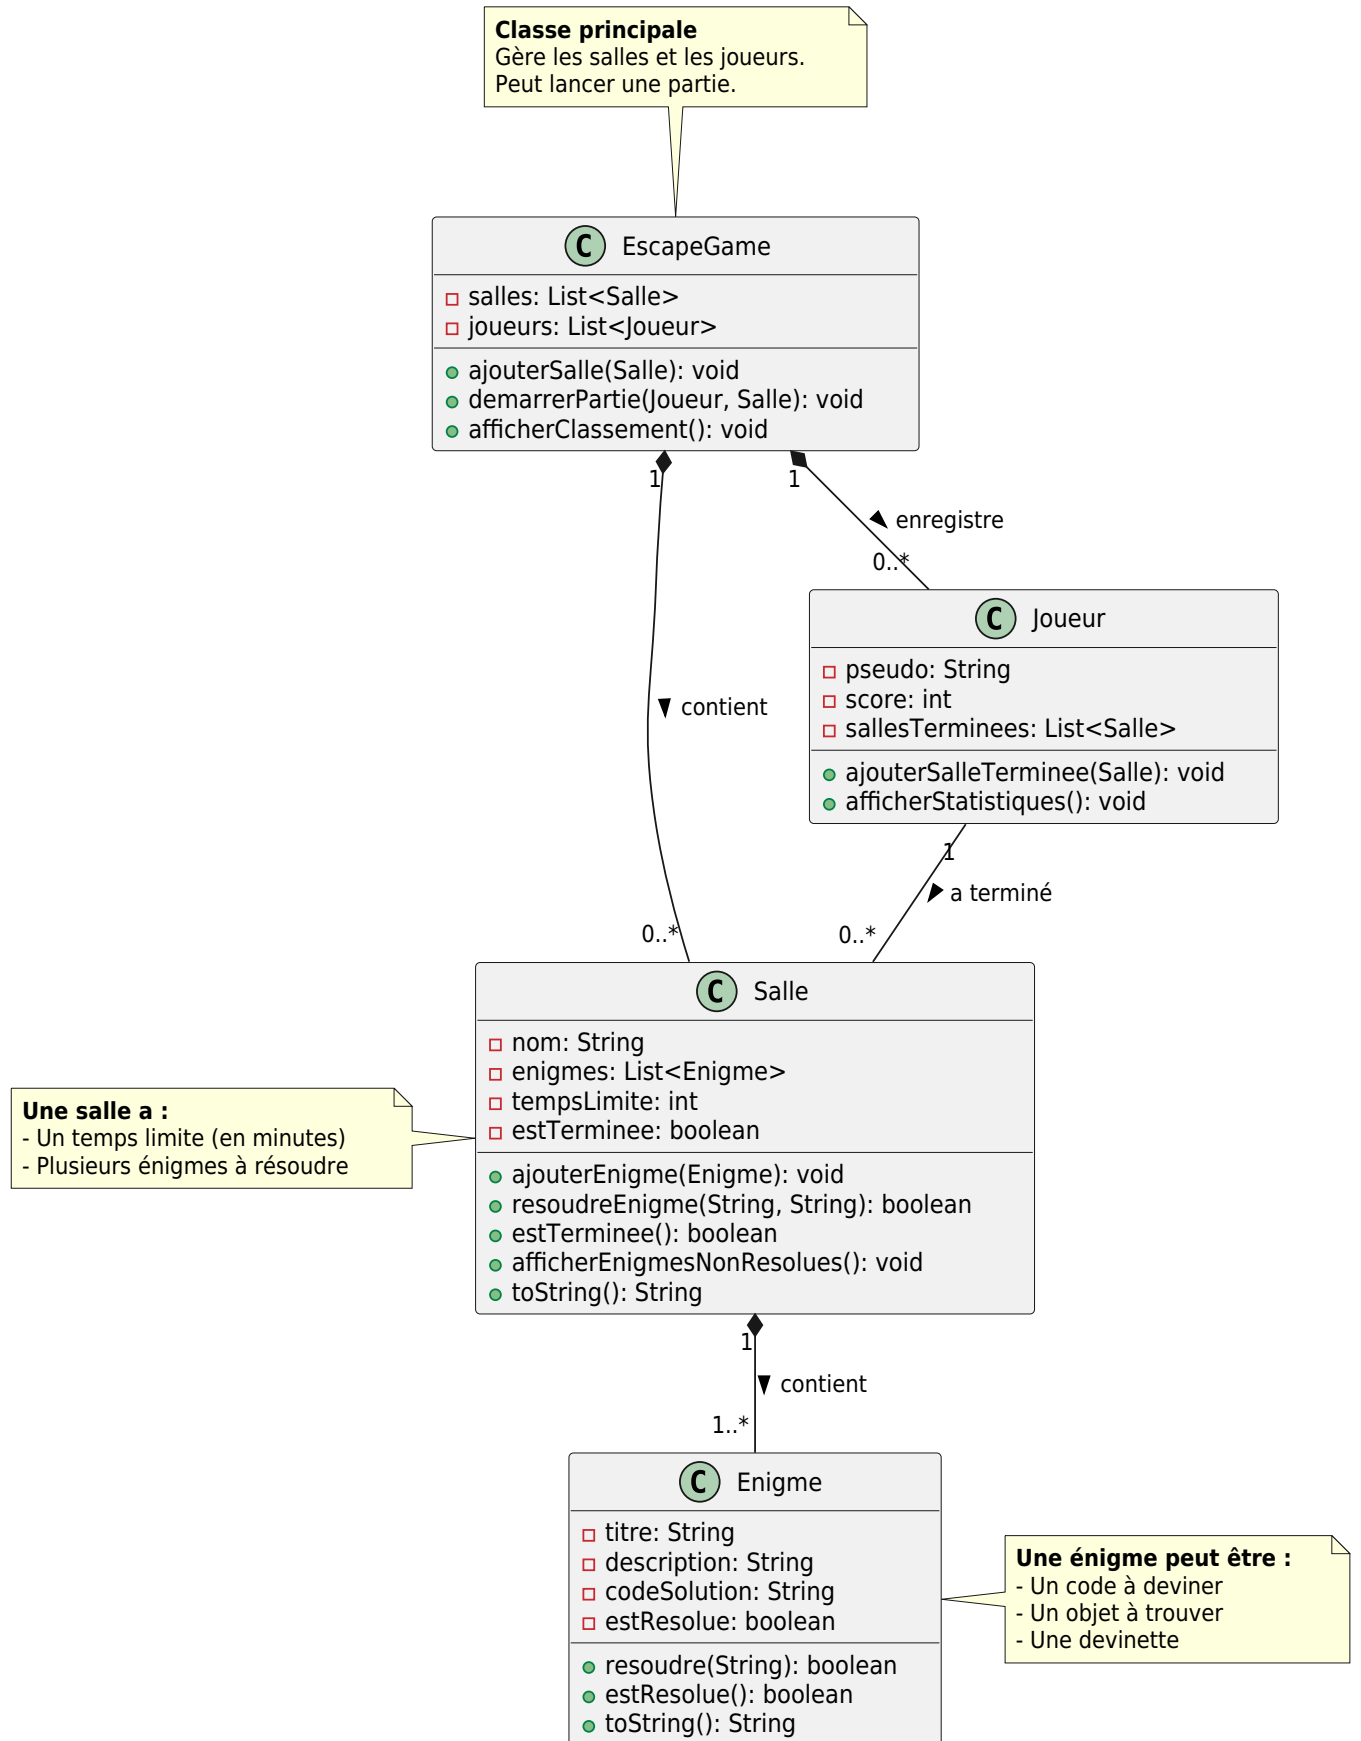 Classe principale
Gère les salles et les joueurs.
Peut lancer une partie.
C EscapeGame
salles: List<Salle>
joueurs: List<Joueur>
ajouterSalle(Salle): void
demarrerPartie(Joueur, Salle): void
afficherClassement(): void
1
1
enregistre
0..*
C Joueur
pseudo: String
score: int
sallesTerminees: List<Salle>
ajouterSalleTerminee(Salle): void
afficherStatistiques(): void
contient
1
a terminé
0..*
0..*
C Salle
nom: String
enigmes: List<Enigme>
tempsLimite: int
estTerminee: boolean
ajouterEnigme(Enigme): void
resoudreEnigme(String, String): boolean
estTerminee(): boolean
afficherEnigmesNonResolues(): void
toString(): String
Une salle a :
- Un temps limite (en minutes)
- Plusieurs énigmes à résoudre
1
contient
1..*
C Enigme
titre: String
description: String
codeSolution: String
estResolue: boolean
resoudre(String): boolean
estResolue(): boolean
toString(): String
Une énigme peut être :
- Un code à deviner
- Un objet à trouver
- Une devinette